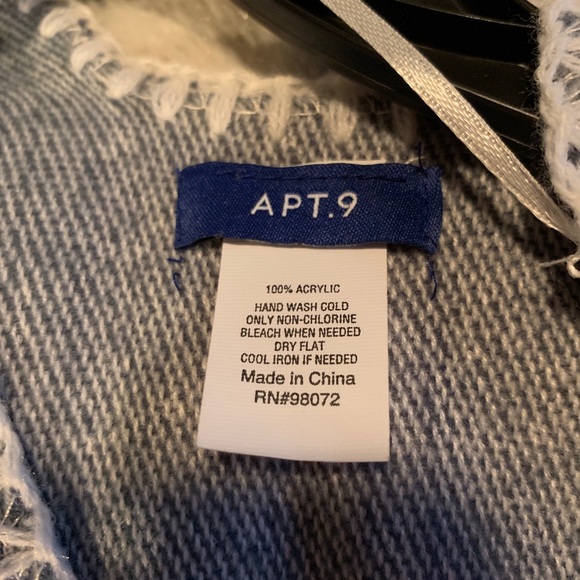 APT.9
100% ACRYLIC
HAND WASH COLD
ONLY NON-CHLORINE
BLEACH WHEN NEEDED
DRY FLAT
COOL IRON IF NEEDED
Made in China
RN#98072